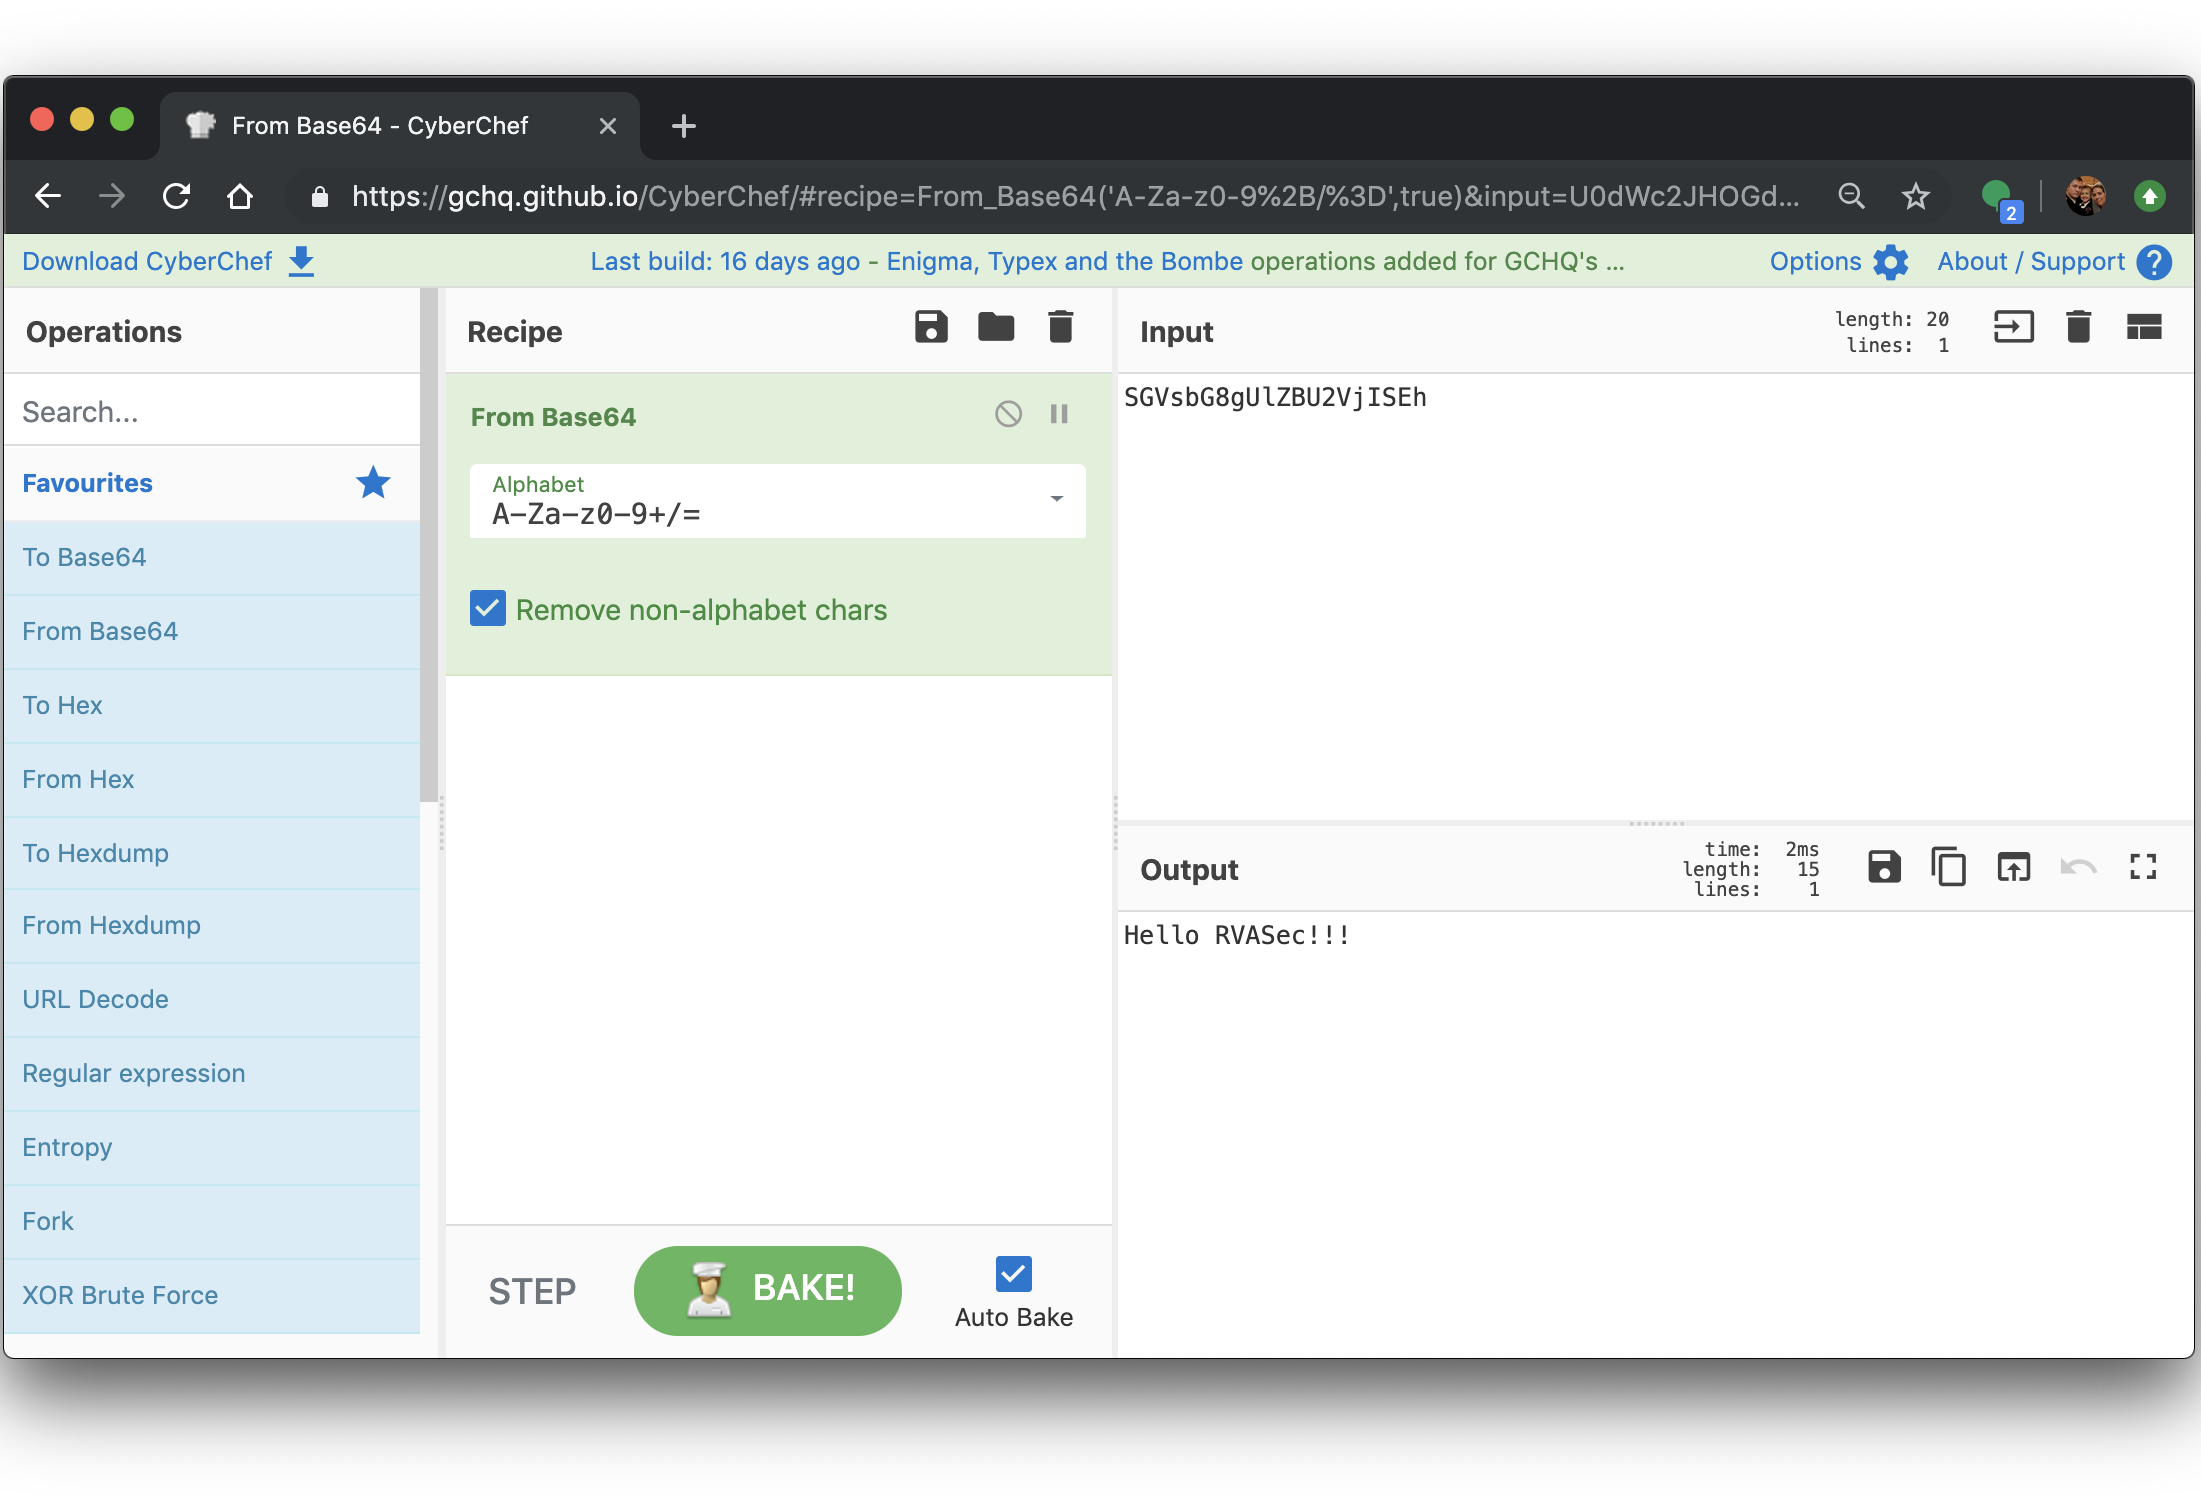 From Base64 - CyberChef
https://gchq.github.io/CyberChef/#recipe=From_Base64('A-Za-z0-9%2B/%3D',true)&input=U0dWc2JHOGd...
2
Download CyberChef
Last build: 16 days ago - Enigma, Typex and the Bombe operations added for GCHQ's ...
Options
About / Support
Operations
Search...
Favourites
To Base64
From Base64
To Hex
From Hex
To Hexdump
From Hexdump
URL Decode
Regular expression
Entropy
Fork
XOR Brute Force
Recipe
From Base64
Alphabet
A-Za-z0-9+/=
Remove non-alphabet chars
STEP
BAKE!
Auto Bake
Input
length: 20
lines: 1
SGVsbG8gUlZBU2VjISEh
Output
time: 2ms
length: 15
lines: 1
Hello RVASec!!!